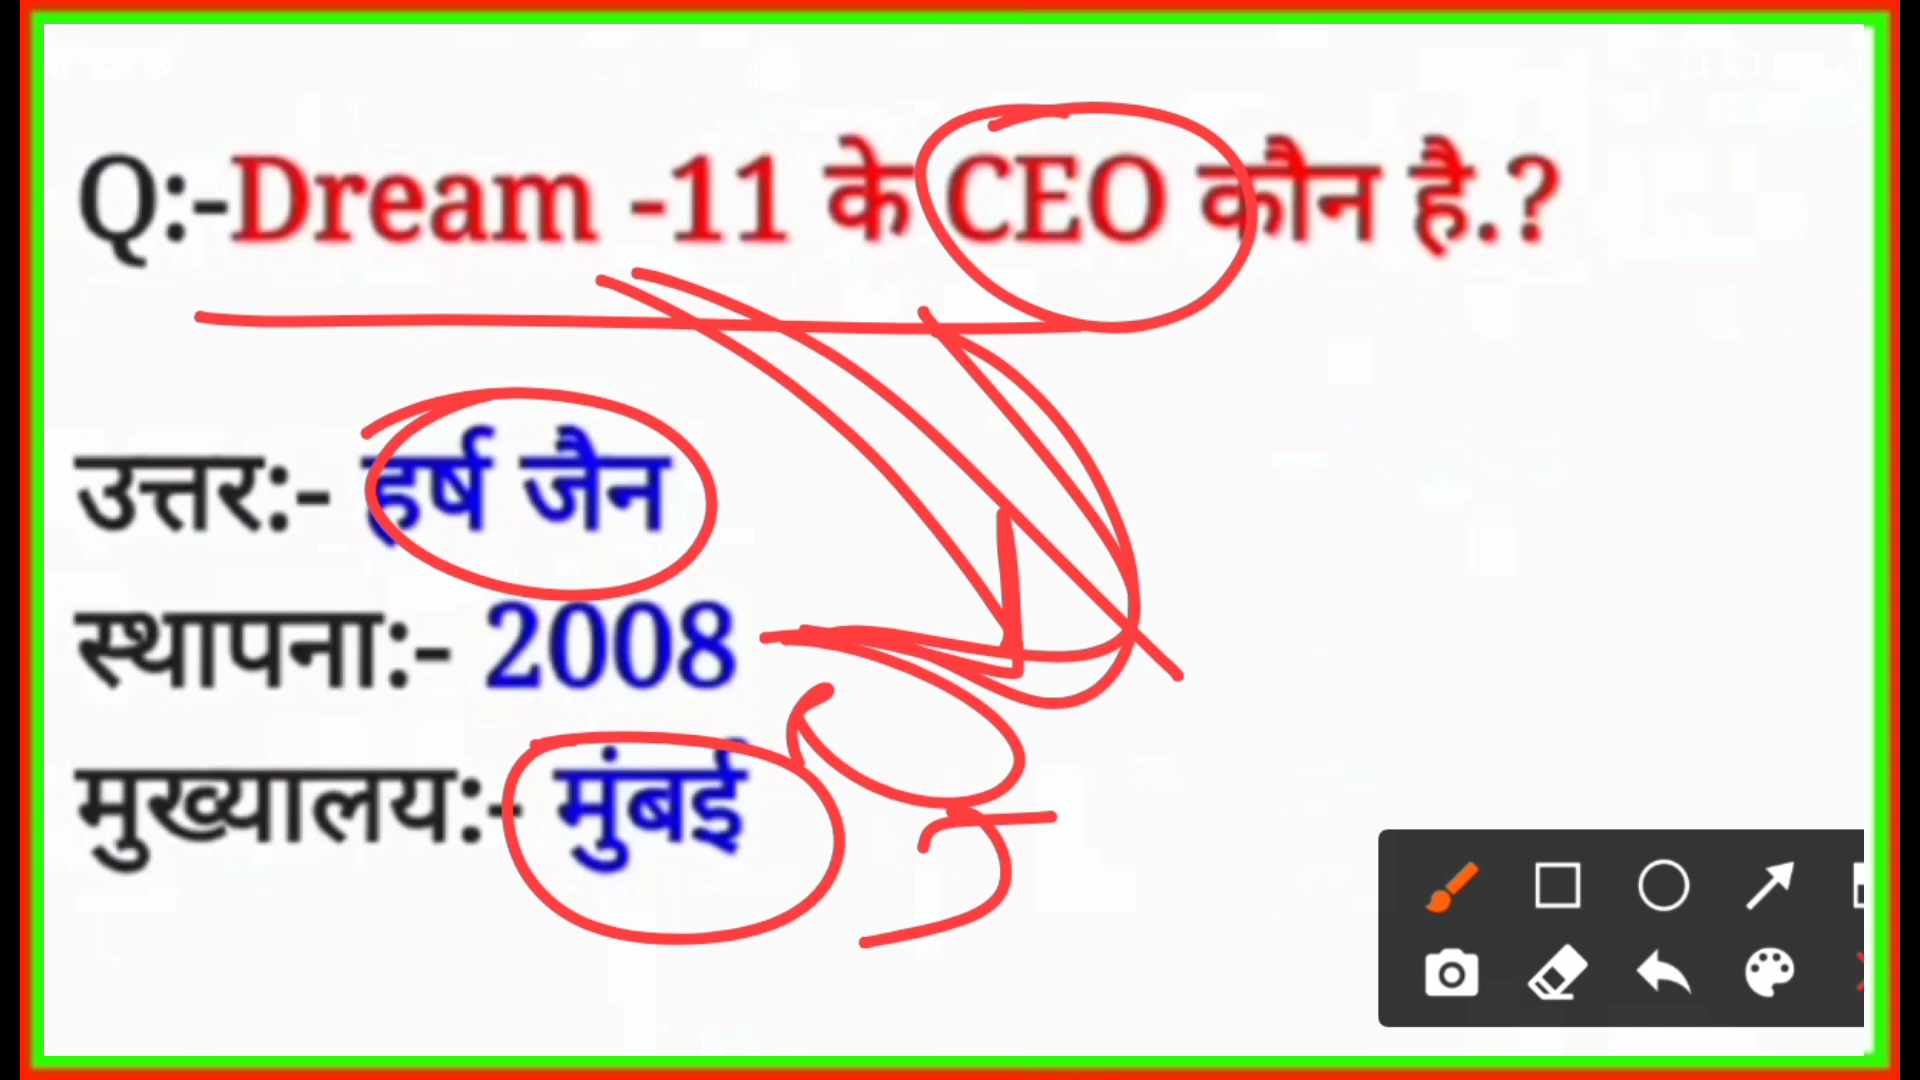 Q:-Dream -11 के CEO कौन है.?
उत्तर:- हर्ष जैन
स्थापना:- 2008
मुख्यालय:- मुंबई